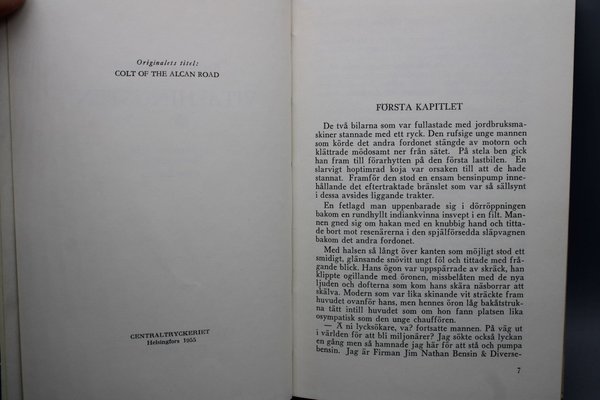 Originalets titel:
COLT OF THE ALCAN ROAD
CENTRALTRYCKERIET
Helsingfors 1955
FÖRSTA KAPITLET
De två bilarna som var fullastade med jordbruksma-
skiner stannade med ett ryck. Den rufsige unge mannen
som körde det andra fordonet stängde av motorn och
klättrade mödosamt ner från sätet. På stela ben gick
han fram till förarhytten på den första lastbilen. En
slarvigt hoptimrad koja var orsaken till att de hade
stannat. Framför den stod en ensam bensinpump inne-
hållande det eftertraktade bränslet som var så sällsynt
i dessa avsides liggande trakter.
En fetlagd man uppenbarade sig i dörröppningen
bakom en rundhyllt indiankvinna insvept i en filt. Man-
nen gned sig om hakan med en knubbig hand och titta-
de bort mot resenärerna i den spjälförsedda släpvagnen
bakom det andra fordonet.
Med halsen så långt över kanten som möjligt stod ett
smidigt, glänsande snövitt ungt föl och tittade med frå-
gande blick. Hans ögon var uppspärrade av skräck, han
klippte ogillande med öronen, missbelåten med de nya
ljuden och dofterna som kom hans skära näsborrar att
skälva. Modern som var lika skinande vit sträckte fram
huvudet ovanför hans, men hennes öron låg bakåtstruk-
na tätt intill huvudet som om hon fann platsen lika
osympatisk som den unge chauffören.
— Ä ni lycksökare, va? fortsatte mannen. På väg ut
i världen för att bli miljonärer? Jag sökte också lyckan
en gång men så hamnade jag här för att stå och pumpa
bensin. Jag är Firman Jim Nathan Bensin & Diverse-
7